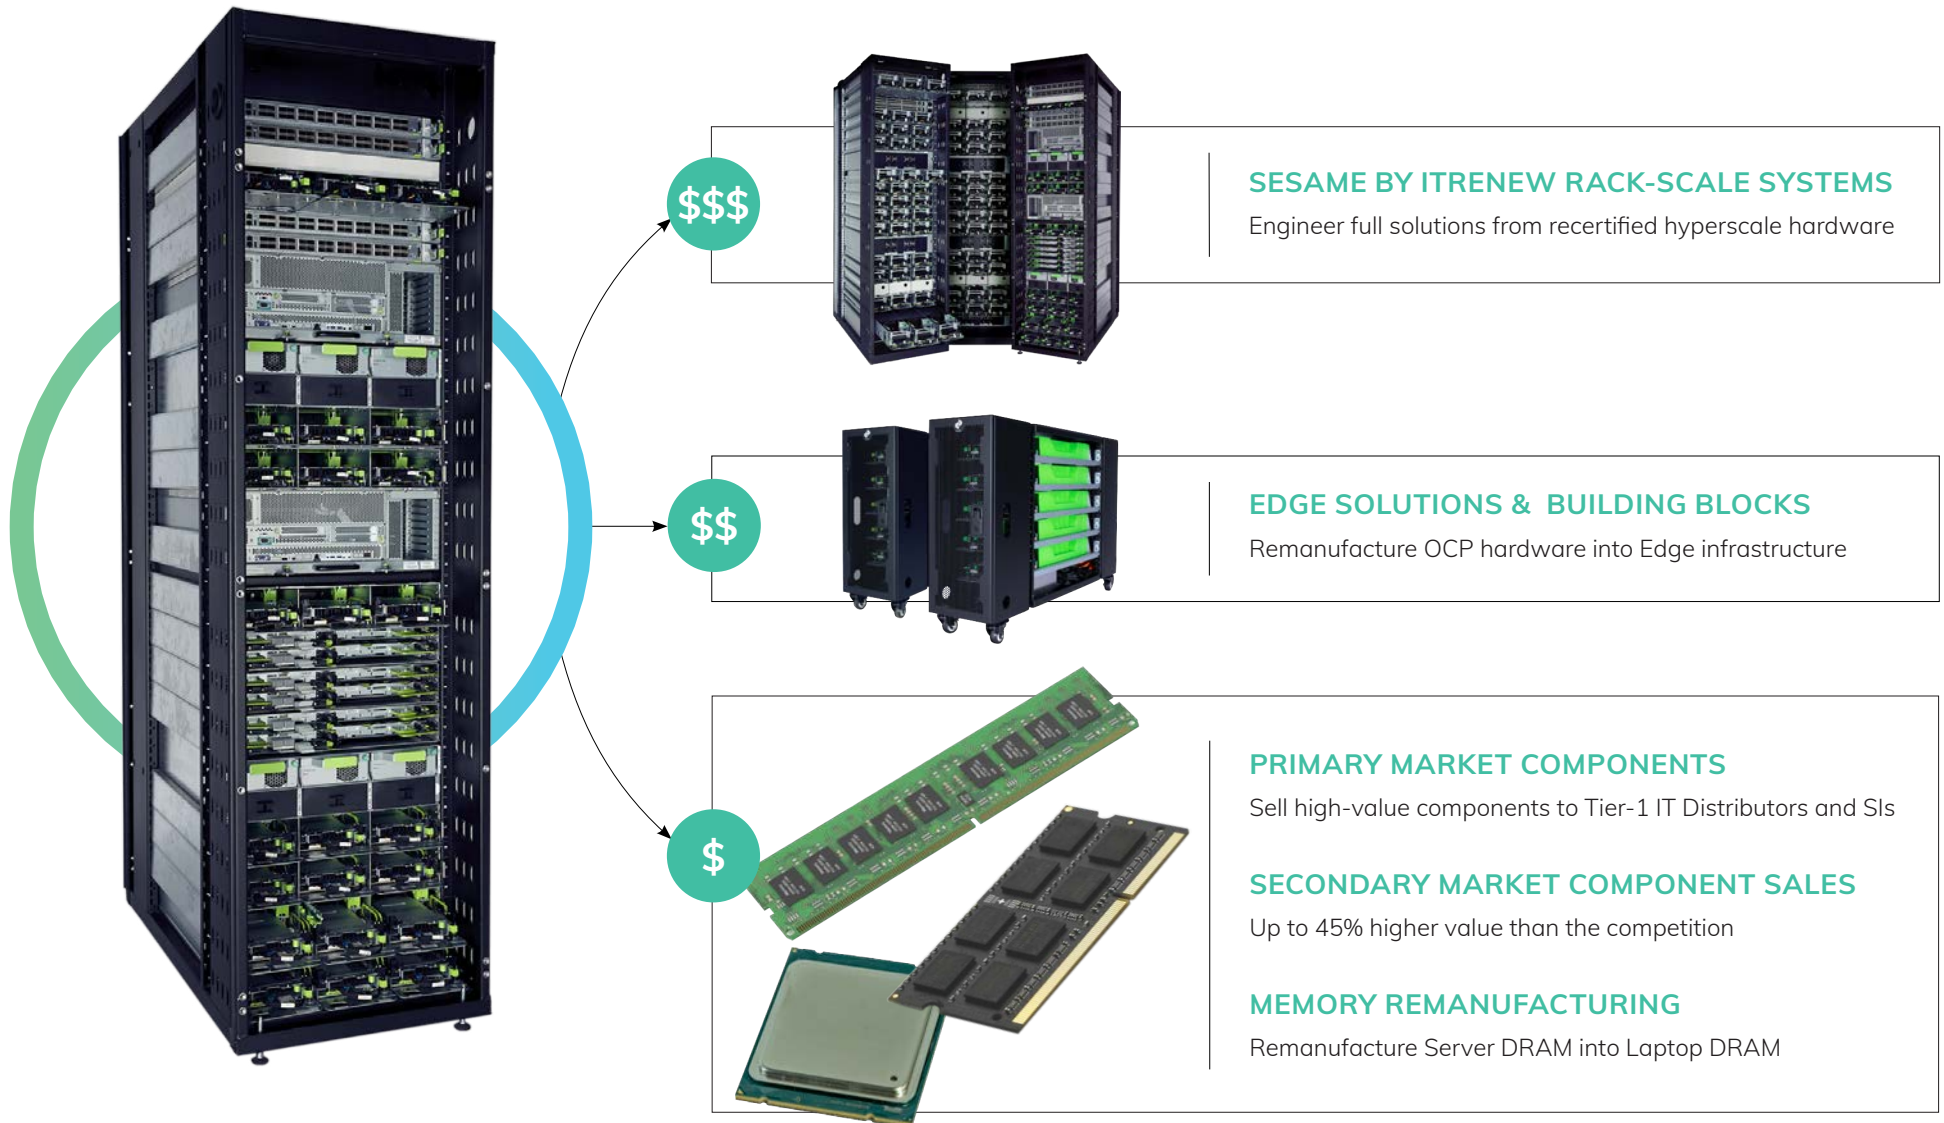 $$$
SESAME BY ITRENEW RACK-SCALE SYSTEMS
Engineer full solutions from recertified hyperscale hardware
$$
EDGE SOLUTIONS &  BUILDING BLOCKS
Remanufacture OCP hardware into Edge infrastructure
$
PRIMARY MARKET COMPONENTS
Sell high-value components to Tier-1 IT Distributors and SIs
SECONDARY MARKET COMPONENT SALES
Up to 45% higher value than the competition
MEMORY REMANUFACTURING
Remanufacture Server DRAM into Laptop DRAM